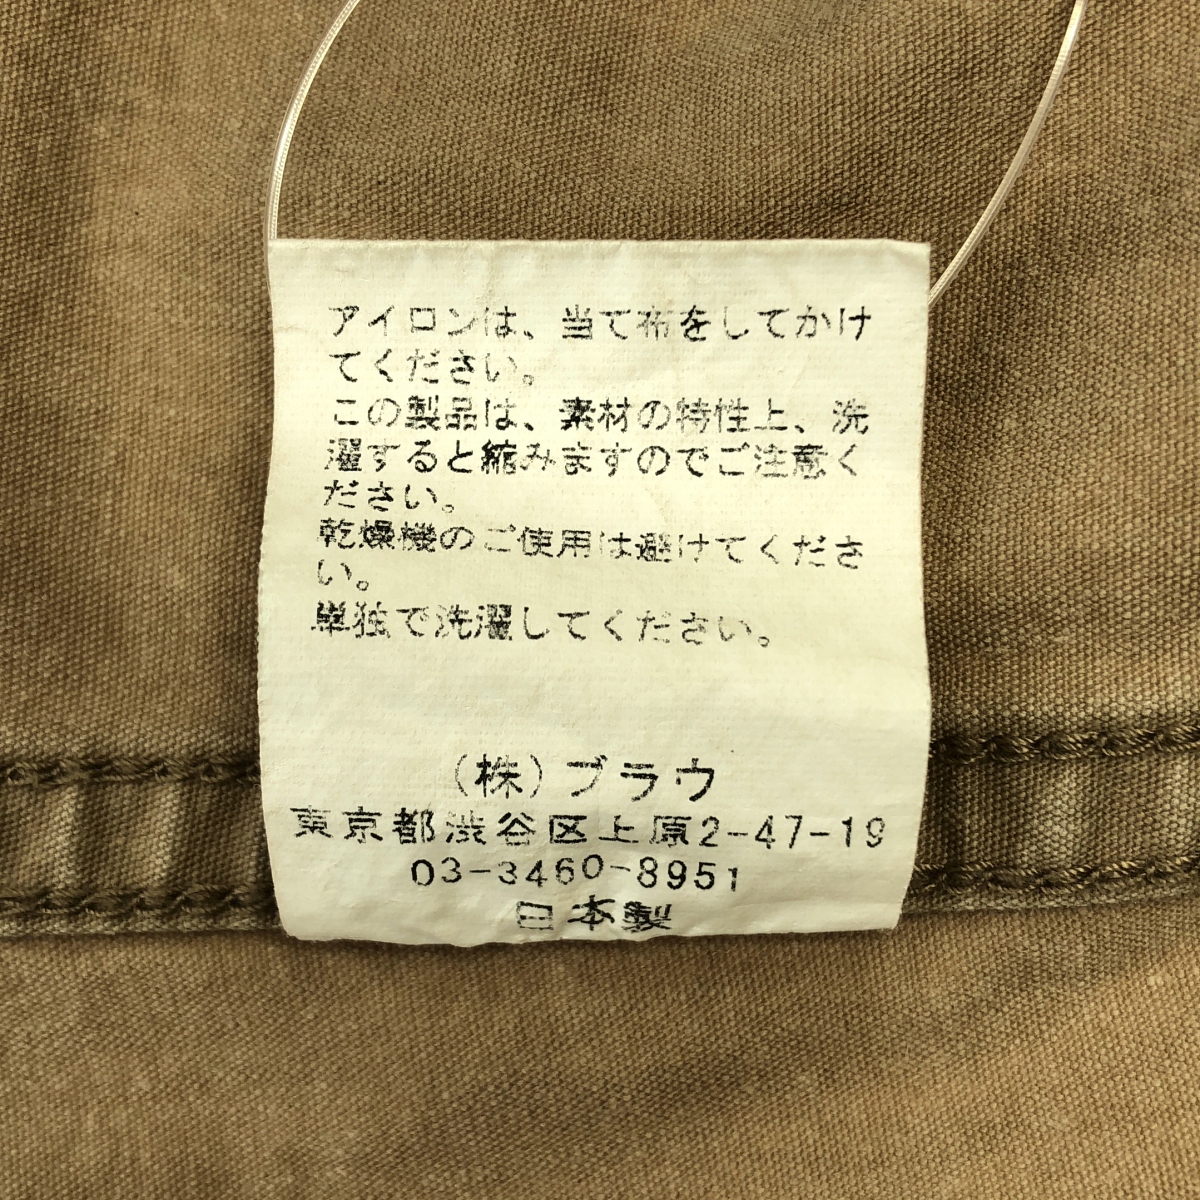 アイロンは、当て布をしてかけ
てください。
この製品は、素材の特性上、洗
濯すると縮みますのでご注意く
ださい。
乾燥機のご使用は避けてくださ
い。
単独で洗濯してください。
(株)ブラウ
東京都渋谷区上原2-47-19
03-3460-8951
日本製